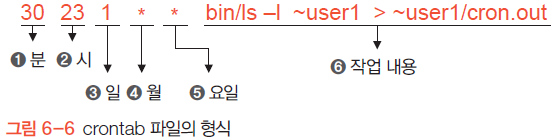 30 23 1 * * bin/ls –l ~user1 > ~user1/cron.out
❶ 분 ❷ 시
❸ 일 ❹ 월 ❺ 요일 ❻ 작업 내용
그림 6-6 crontab 파일의 형식